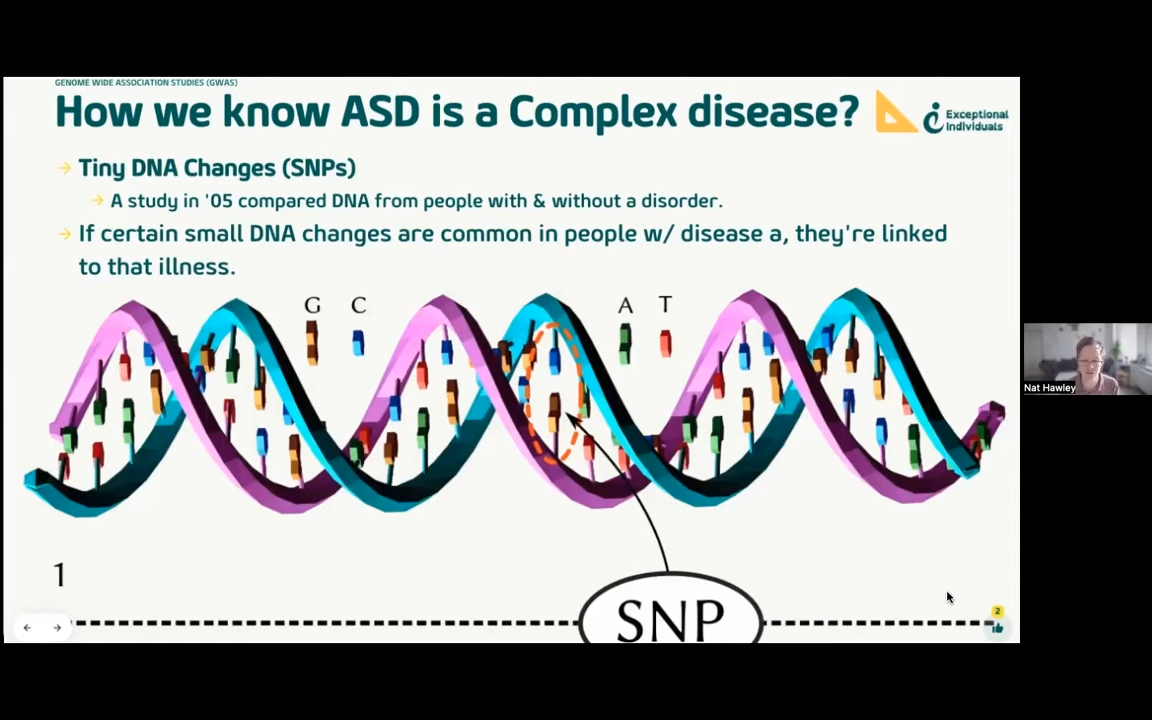 GENOME WIDE ASSOCIATION STUDIES (GWAS)
How we know ASD is a Complex disease?
Exceptional
Individuals
Tiny DNA Changes (SNPs)
A study in '05 compared DNA from people with & without a disorder.
If certain small DNA changes are common in people w/ disease a, they're linked
to that illness.
G C A T
Nat Hawley
1
SNP
2